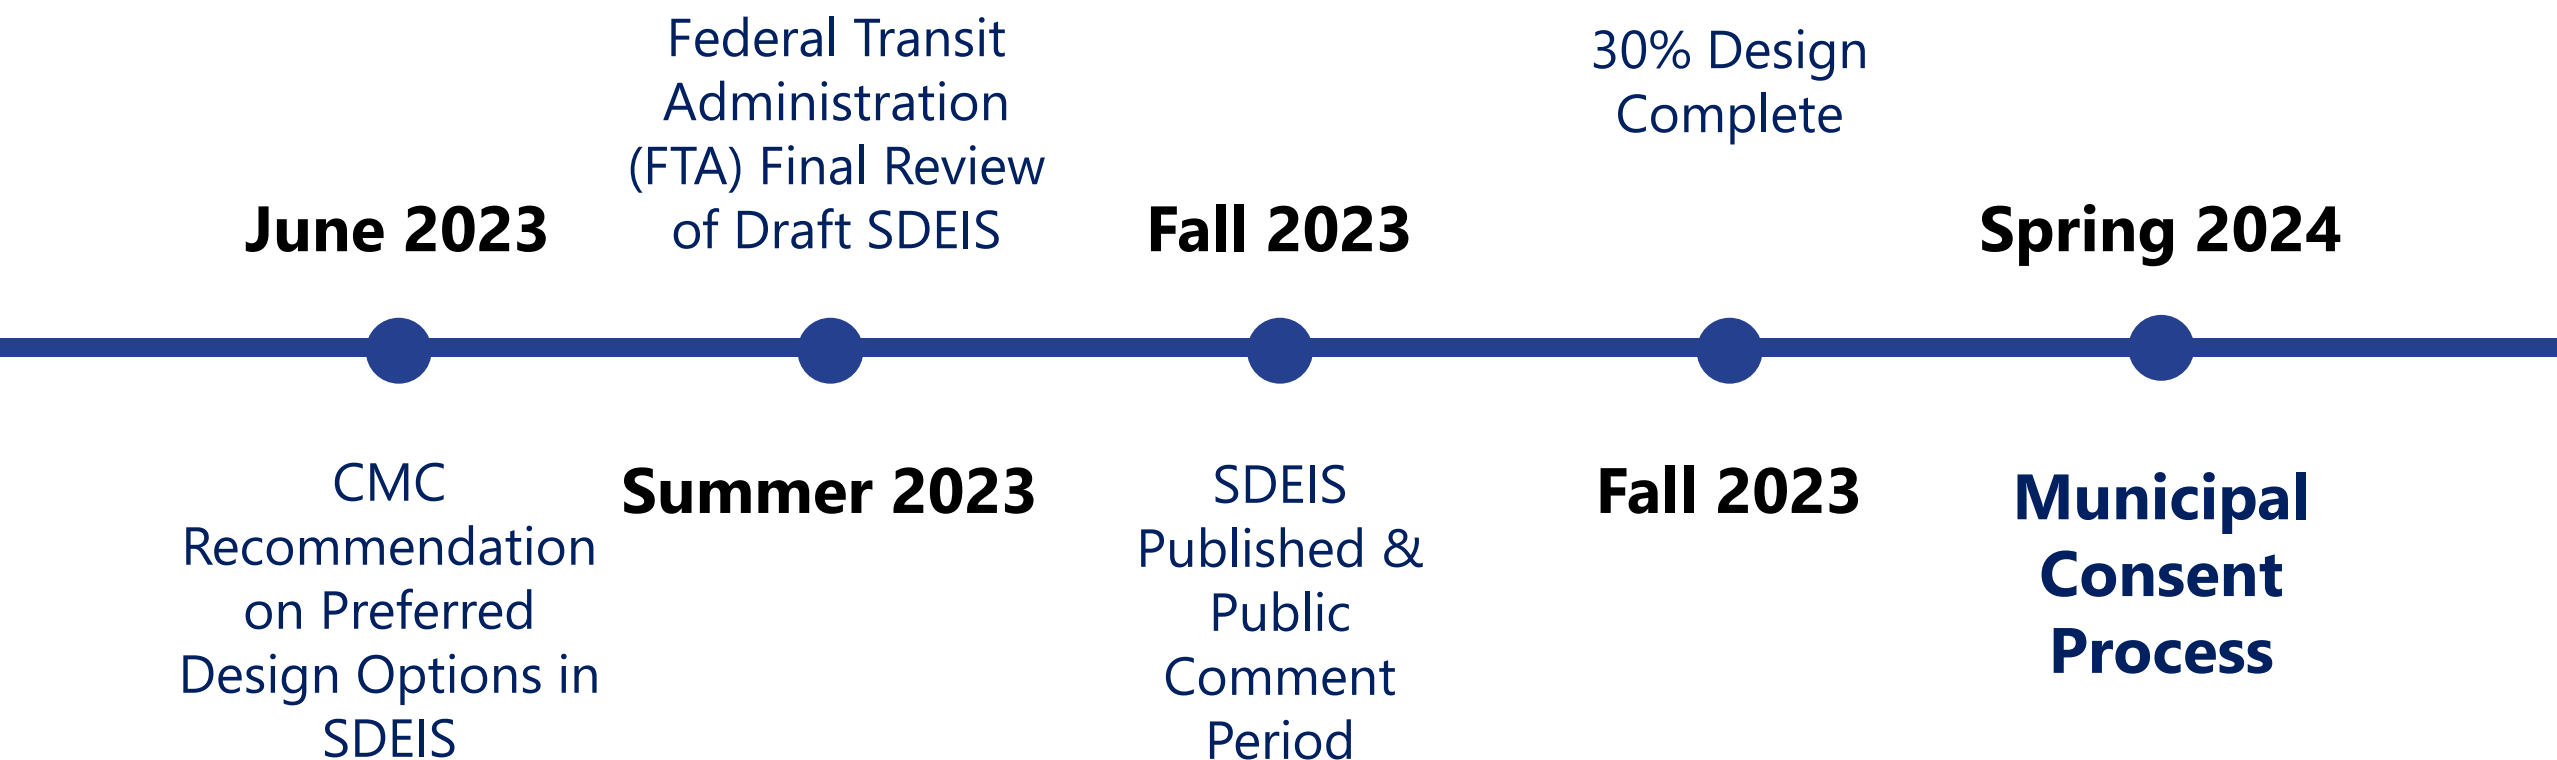 June 2023
CMC
Recommendation
on Preferred
Design Options in
SDEIS
Federal Transit
Administration
(FTA) Final Review
of Draft SDEIS
Summer 2023
Fall 2023
SDEIS
Published &
Public
Comment
Period
30% Design
Complete
Fall 2023
Spring 2024
Municipal
Consent
Process